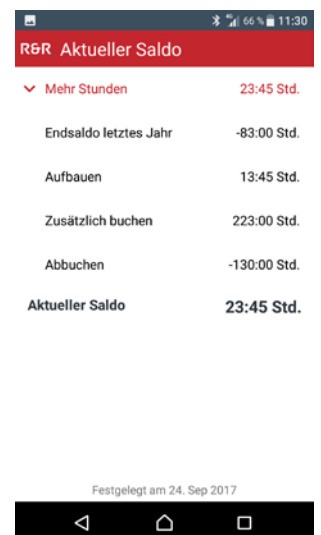 66 % 11:30
R&R Aktueller Saldo
Mehr Stunden 23:45 Std.
Endsaldo letztes Jahr -83:00 Std.
Aufbauen 13:45 Std.
Zusätzlich buchen 223:00 Std.
Abbuchen -130:00 Std.
Aktueller Saldo 23:45 Std.
Festgelegt am 24. Sep 2017